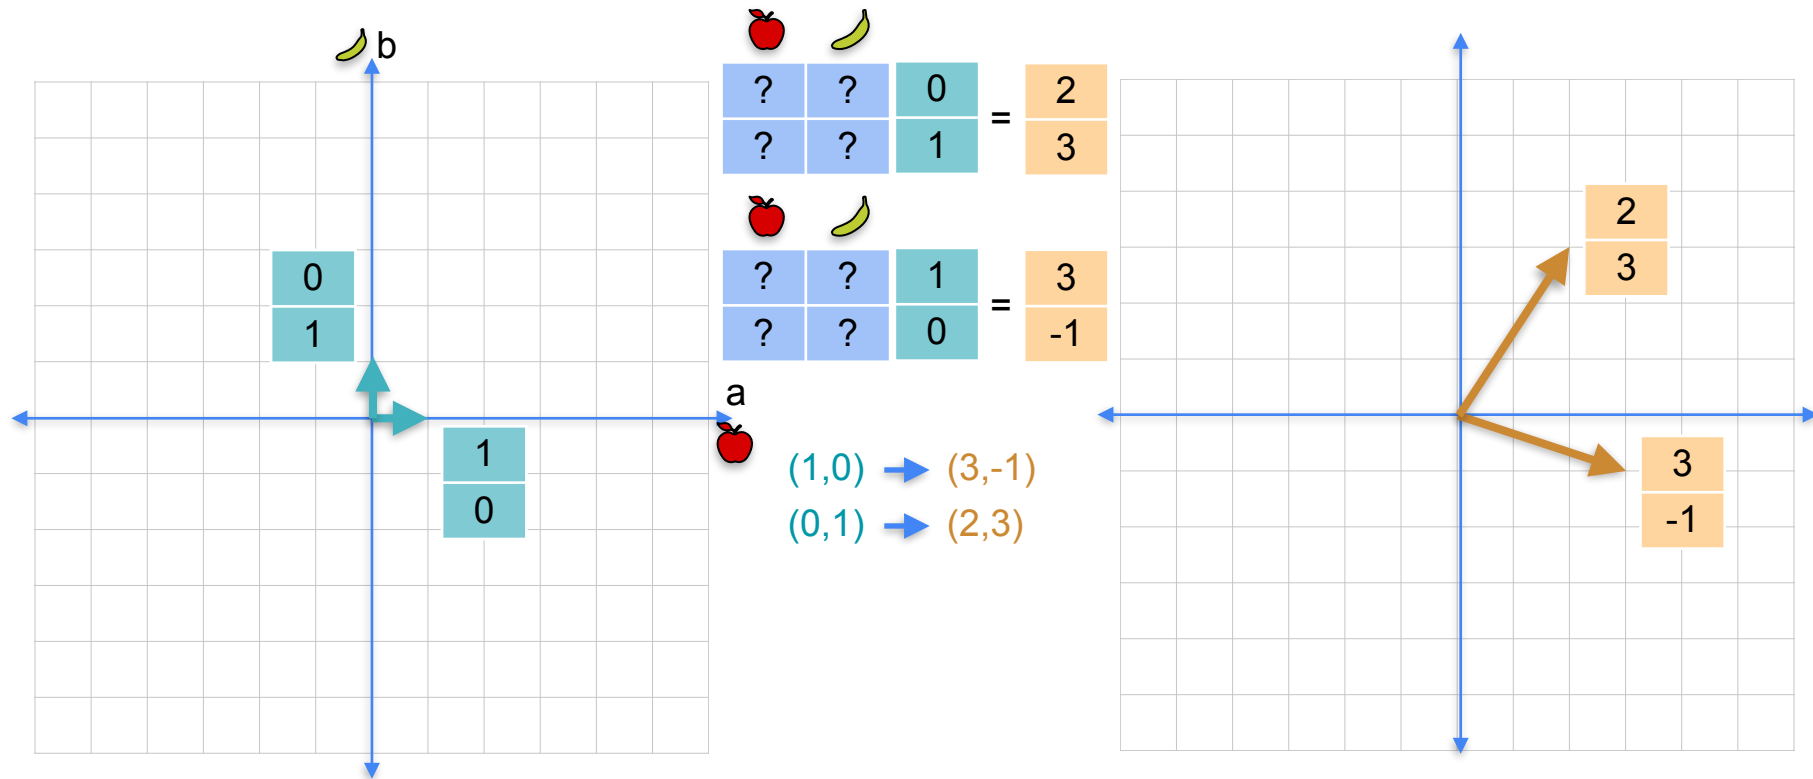 b
? ? 0 = 2
? ? 1 3
? ? 1 = 3
? ? 0 -1
0
1
a
1
0
(1,0) (3,-1)
(0,1) (2,3)
2
3
3
-1